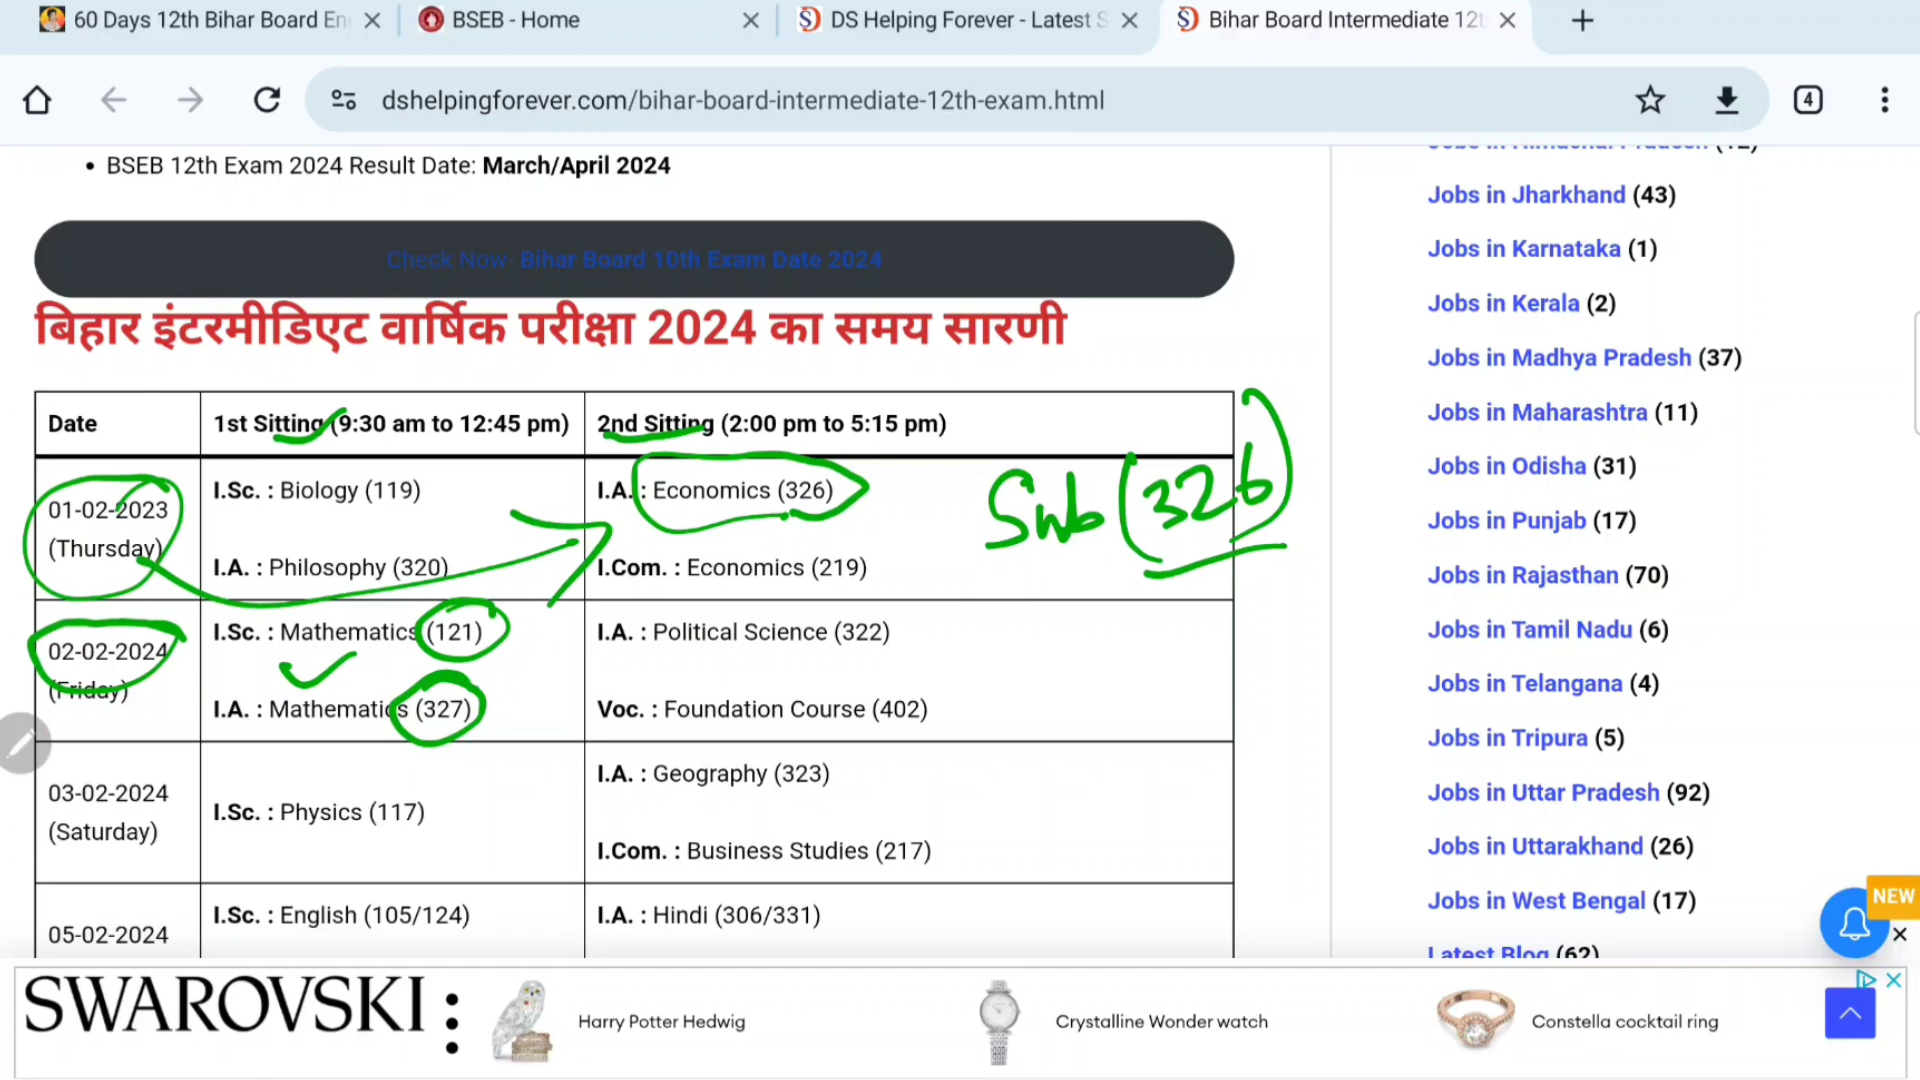 60 Days 12th Bihar Board En
BSEB - Home
DS Helping Forever - Latest S
Bihar Board Intermediate 12t
dshelpingforever.com/bihar-board-intermediate-12th-exam.html
4
• BSEB 12th Exam 2024 Result Date: March/April 2024
Check Now- Bihar Board 10th Exam Date 2024
बिहार इंटरमीडिएट वार्षिक परीक्षा 2024 का समय सारणी
Date
1st Sitting (9:30 am to 12:45 pm)
2nd Sitting (2:00 pm to 5:15 pm)
01-02-2023
(Thursday)
I.Sc. : Biology (119)
I.A. : Philosophy (320)
I.A. : Economics (326)
I.Com. : Economics (219)
Sub (326)
02-02-2024
(Friday)
I.Sc. : Mathematics (121)
I.A. : Mathematics (327)
I.A. : Political Science (322)
Voc. : Foundation Course (402)
03-02-2024
(Saturday)
I.Sc. : Physics (117)
I.A. : Geography (323)
I.Com. : Business Studies (217)
05-02-2024
I.Sc. : English (105/124)
I.A. : Hindi (306/331)
Jobs in Himachal Pradesh (12)
Jobs in Jharkhand (43)
Jobs in Karnataka (1)
Jobs in Kerala (2)
Jobs in Madhya Pradesh (37)
Jobs in Maharashtra (11)
Jobs in Odisha (31)
Jobs in Punjab (17)
Jobs in Rajasthan (70)
Jobs in Tamil Nadu (6)
Jobs in Telangana (4)
Jobs in Tripura (5)
Jobs in Uttar Pradesh (92)
Jobs in Uttarakhand (26)
Jobs in West Bengal (17)
Latest Blog (62)
NEW
SWAROVSKI
Harry Potter Hedwig
Crystalline Wonder watch
Constella cocktail ring